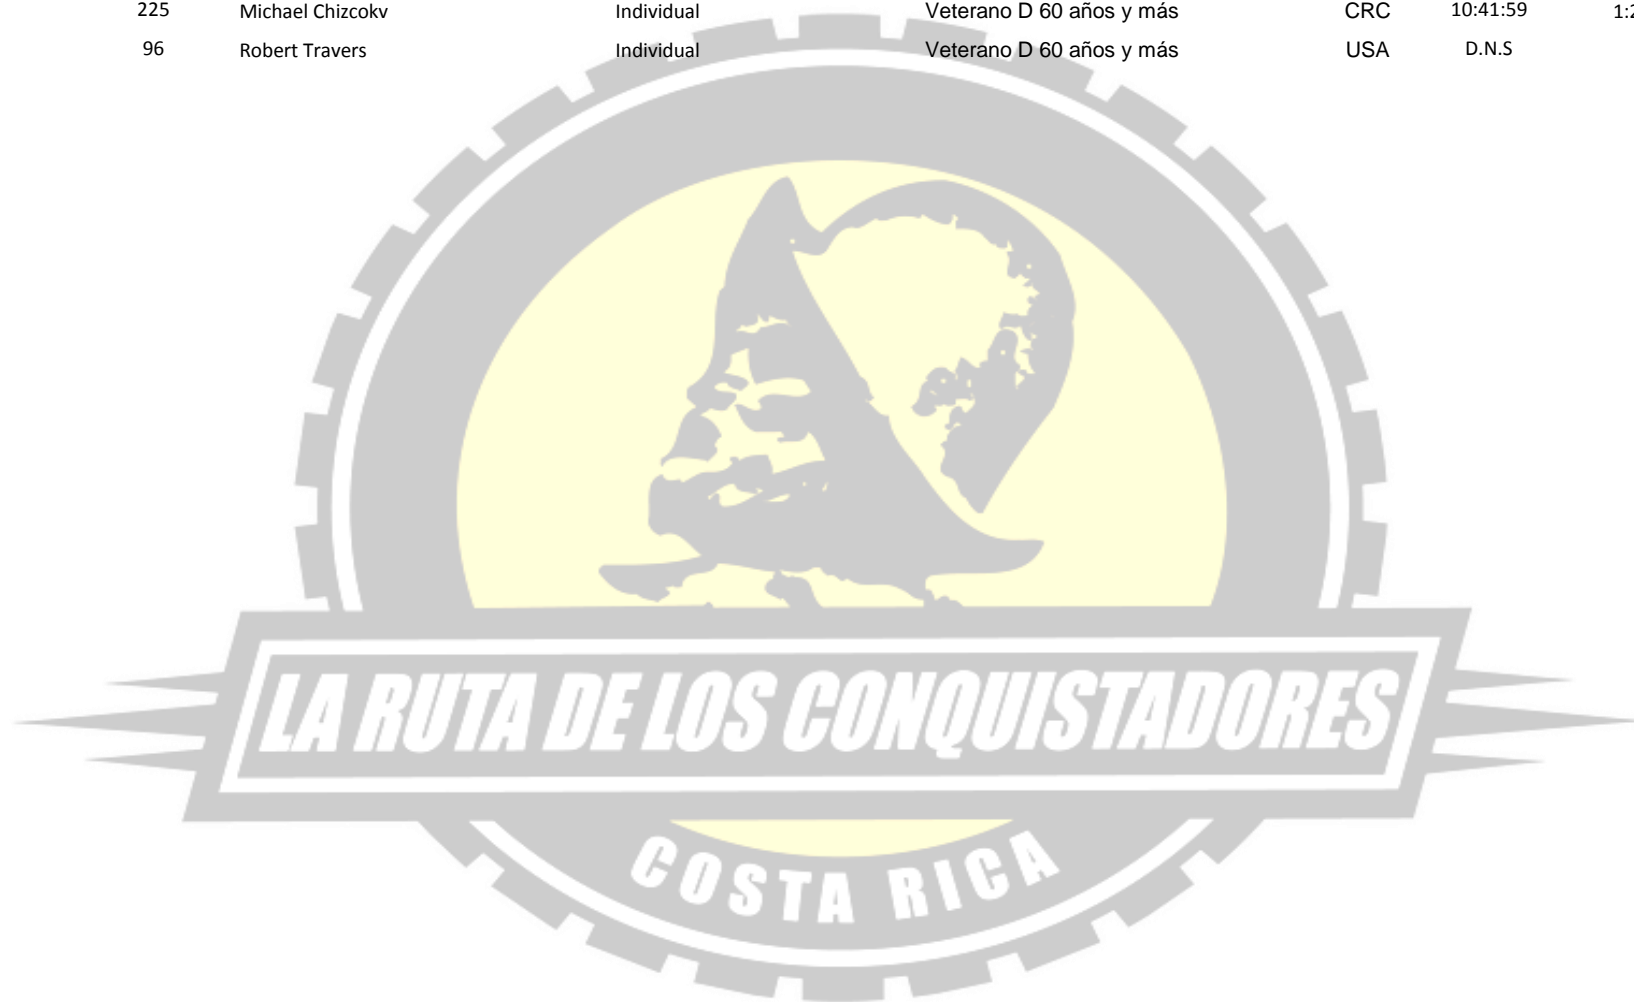 225 Michael Chizcokv Individual Veterano D 60 años y más CRC 10:41:59
96 Robert Travers Individual Veterano D 60 años y más USA D.N.S
LA RUTA DE LOS CONQUISTADORES
COSTA RICA